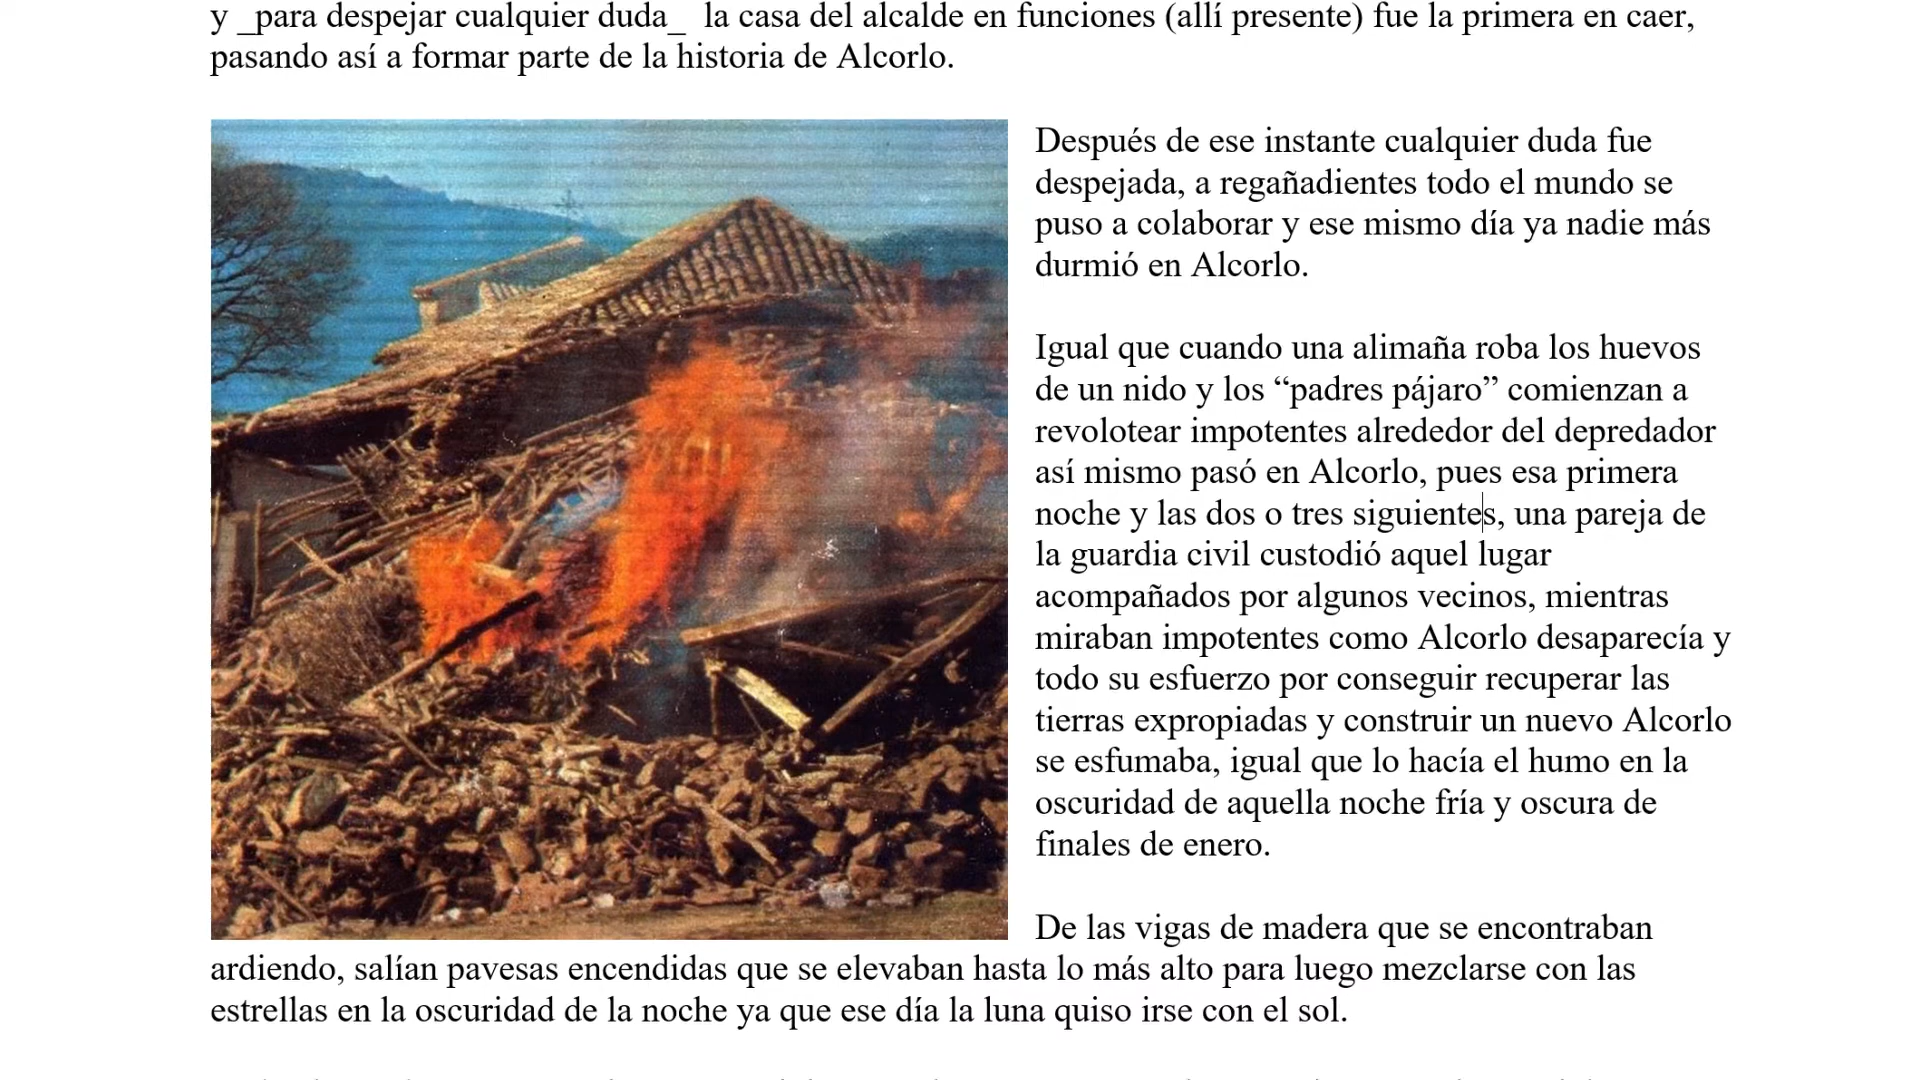 y _para despejar cualquier duda_  la casa del alcalde en funciones (allí presente) fue la primera en caer,
pasando así a formar parte de la historia de Alcorlo.
Después de ese instante cualquier duda fue
despejada, a regañadientes todo el mundo se
puso a colaborar y ese mismo día ya nadie más
durmió en Alcorlo.
Igual que cuando una alimaña roba los huevos
de un nido y los “padres pájaro” comienzan a
revolotear impotentes alrededor del depredador
así mismo pasó en Alcorlo, pues esa primera
noche y las dos o tres siguientes, una pareja de
la guardia civil custodió aquel lugar
acompañados por algunos vecinos, mientras
miraban impotentes como Alcorlo desaparecía y
todo su esfuerzo por conseguir recuperar las
tierras expropiadas y construir un nuevo Alcorlo
se esfumaba, igual que lo hacía el humo en la
oscuridad de aquella noche fría y oscura de
finales de enero.
De las vigas de madera que se encontraban
ardiendo, salían pavesas encendidas que se elevaban hasta lo más alto para luego mezclarse con las
estrellas en la oscuridad de la noche ya que ese día la luna quiso irse con el sol.